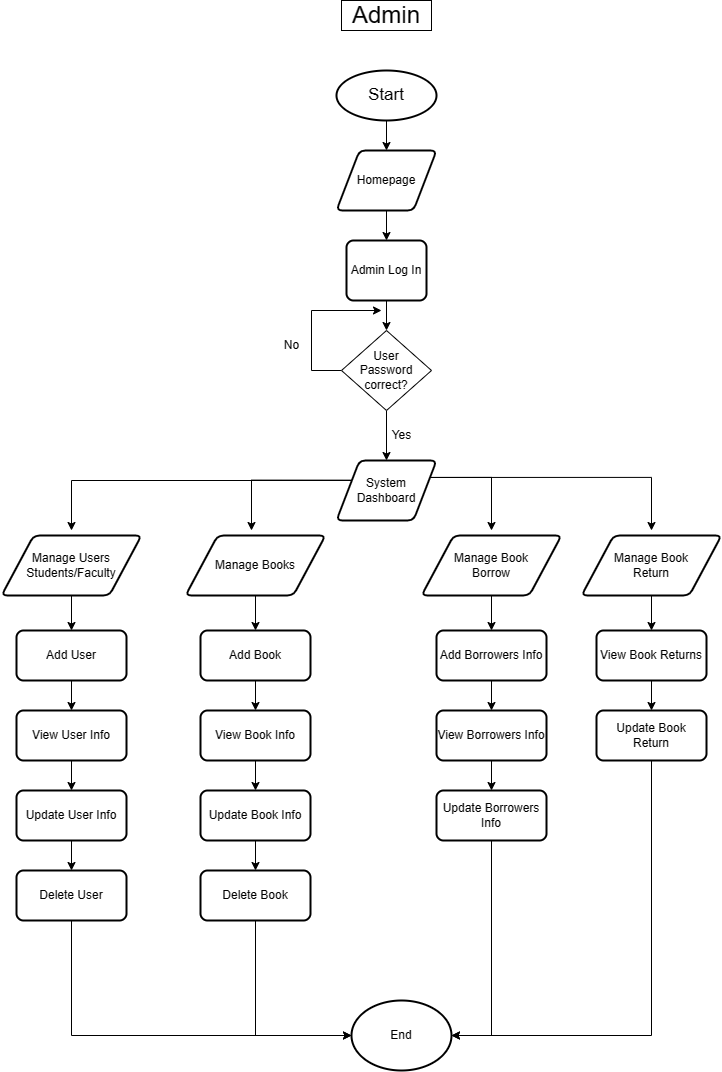 Admin
Start
Homepage
Admin Log In
User
Password
correct?
No
Yes
System
Dashboard
Manage Users
Students/Faculty
Manage Books
Manage Book
Borrow
Manage Book
Return
Add User
Add Book
Add Borrowers Info
View Book Returns
View User Info
View Book Info
View Borrowers Info
Update Book
Return
Update User Info
Update Book Info
Update Borrowers
Info
Delete User
Delete Book
End